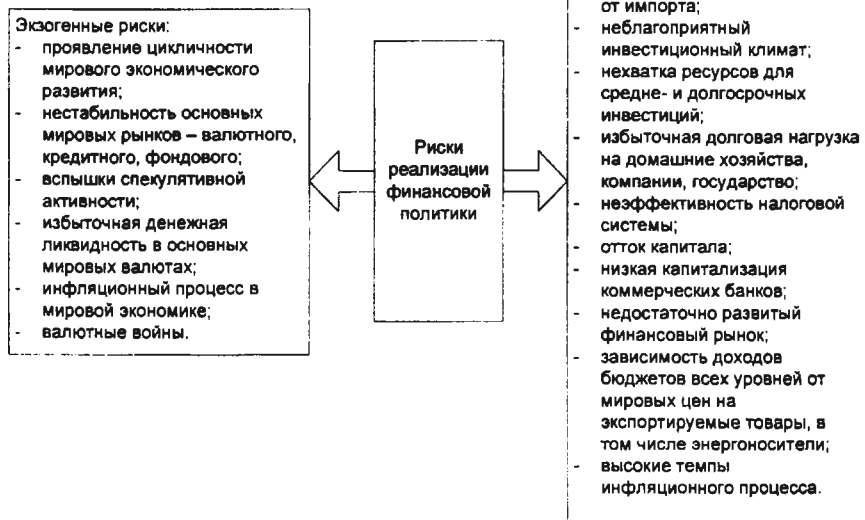 Экзогенные риски:
- проявление цикличности
мирового экономического
развития;
- нестабильность основных
мировых рынков – валютного,
кредитного, фондового;
- вспышки спекулятивной
активности;
- избыточная денежная
ликвидность в основных
мировых валютах;
- инфляционный процесс в
мировой экономике;
- валютные войны.
Риски
реализации
финансовой
политики
от импорта;
- неблагоприятный
инвестиционный климат;
- нехватка ресурсов для
средне- и долгосрочных
инвестиций;
- избыточная долговая нагрузка
на домашние хозяйства,
компании, государство;
- неэффективность налоговой
системы;
- отток капитала;
- низкая капитализация
коммерческих банков;
- недостаточно развитый
финансовый рынок;
- зависимость доходов
бюджетов всех уровней от
мировых цен на
экспортируемые товары, в
том числе энергоносители;
- высокие темпы
инфляционного процесса.